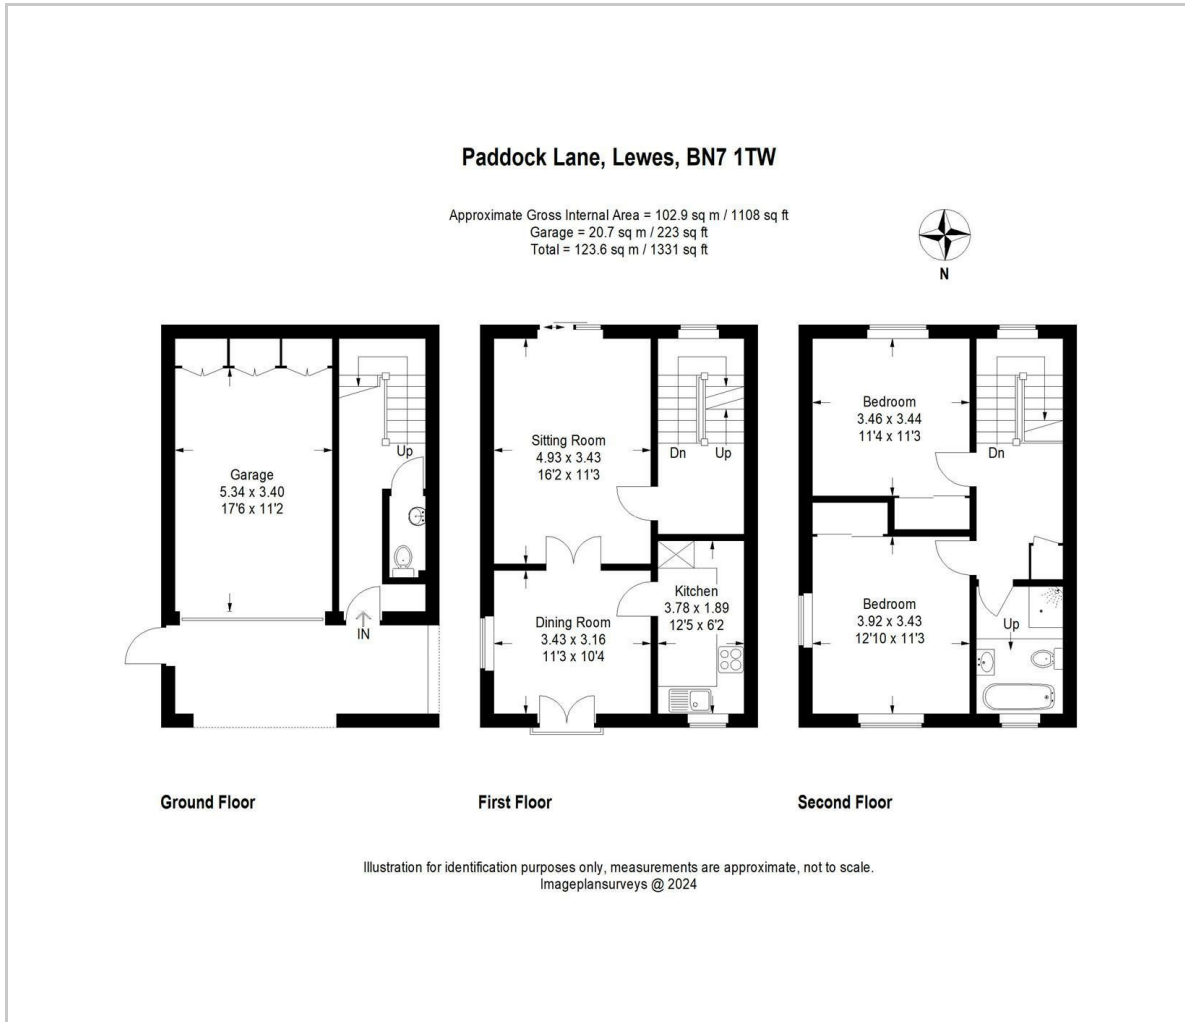 Paddock Lane, Lewes, BN7 1TW
Approximate Gross Internal Area = 102.9 sq m / 1108 sq ft
Garage = 20.7 sq m / 223 sq ft
Total = 123.6 sq m / 1331 sq ft
N
Up
Garage
5.34 x 3.40
17'6 x 11'2
IN
Ground Floor
Sitting Room
4.93 x 3.43
16'2 x 11'3
Dn
Up
Dining Room
3.43 x 3.16
11'3 x 10'4
Kitchen
3.78 x 1.89
12'5 x 6'2
First Floor
Bedroom
3.46 x 3.44
11'4 x 11'3
Dn
Bedroom
3.92 x 3.43
12'10 x 11'3
Up
Second Floor
Illustration for identification purposes only, measurements are approximate, not to scale.
Imageplansurveys @ 2024